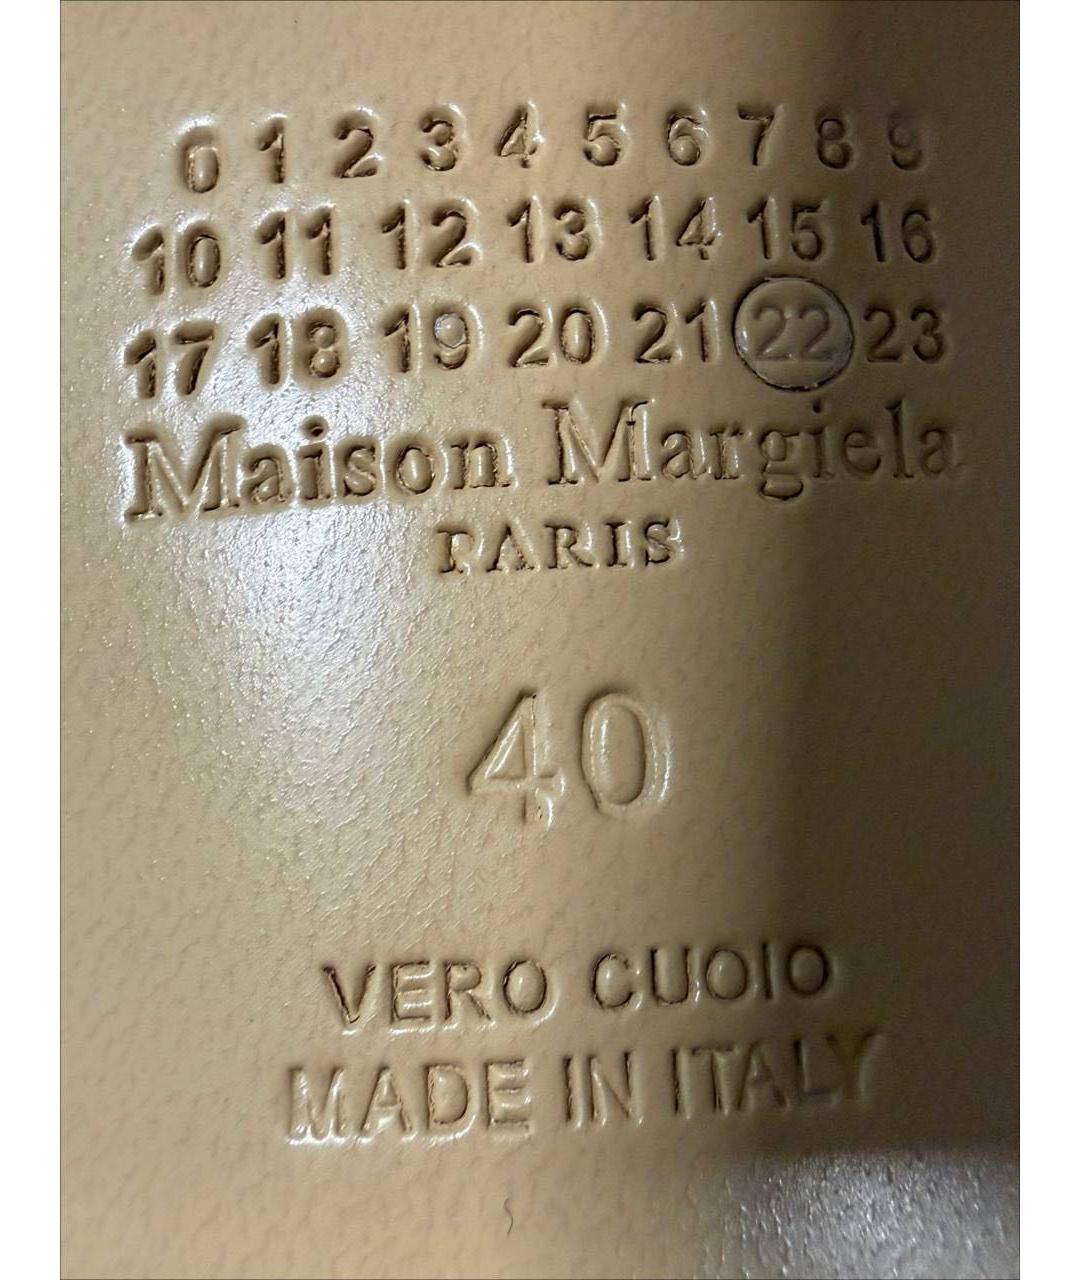 0 1 2 3 4 5 6 7 8 9
10 11 12 13 14 15 16
17 18 19 20 21 22 23
Maison Margiela
PARIS
40
VERO CUOIO
MADE IN ITALY